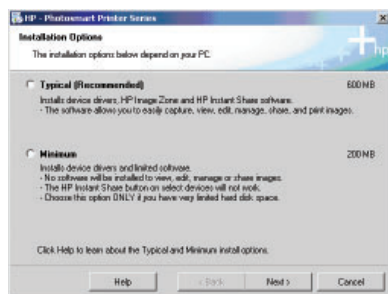 HP - Photosmart Printer Series
Installation Options
The installation options below depend on your PC.
hp
Typical (Recommended) 600 MB
Installs device drivers, HP Image Zone and HP Instant Share software.
- The software allows you to easily capture, view, edit, manage, share, and print images.
Minimum 200 MB
Installs device drivers and limited software.
- No software will be installed to view, edit, manage or share images.
- The HP Instant Share button on select devices will not work.
- Choose this option ONLY if you have very limited hard disk space.
Click Help to learn about the Typical and Minimum install options.
Help < Back Next > Cancel